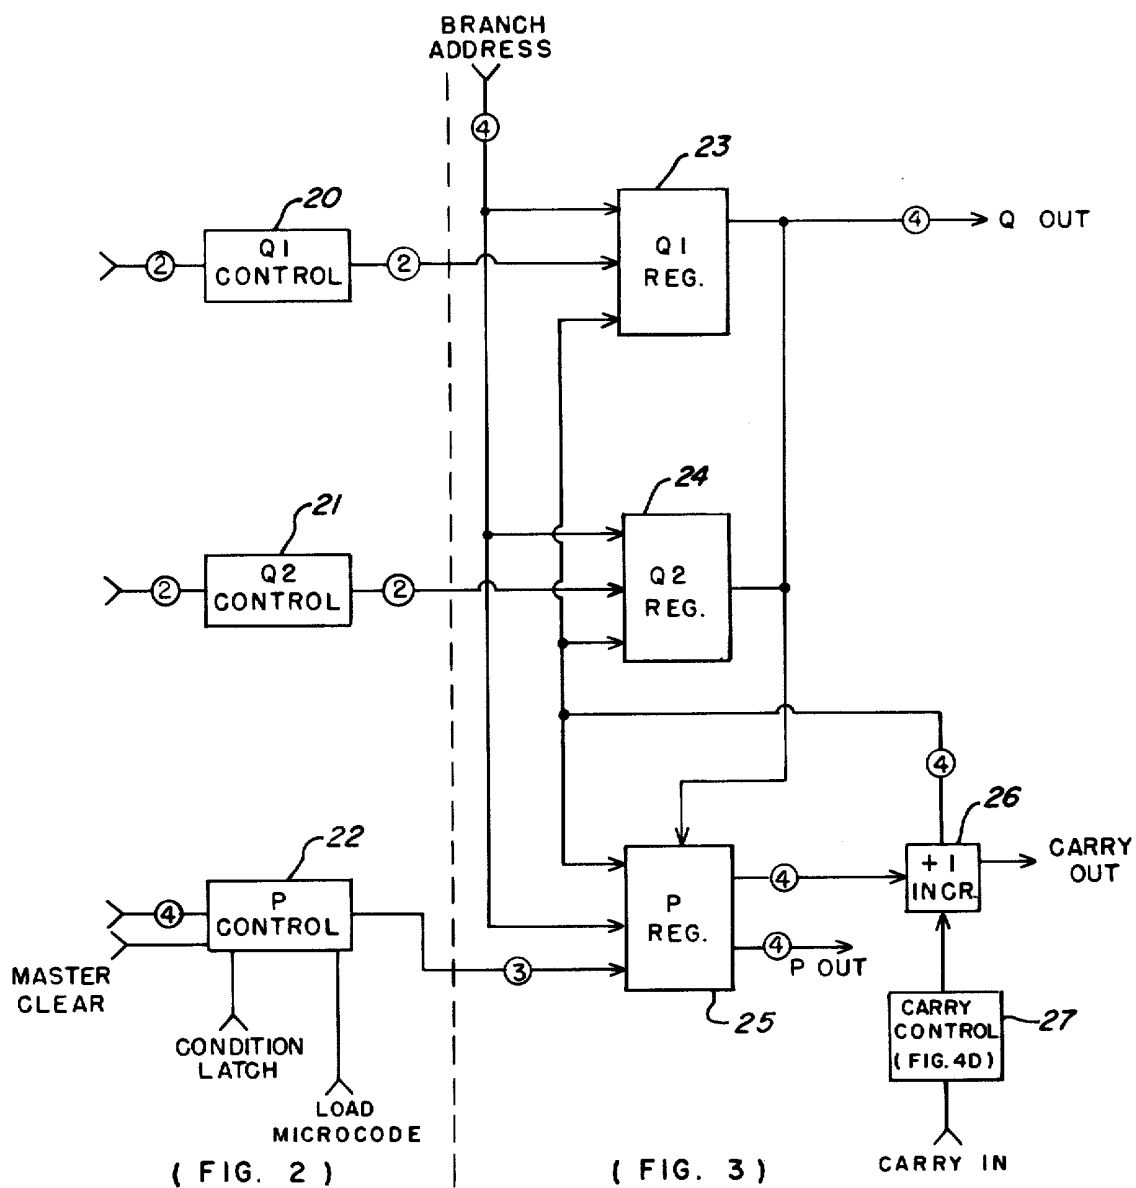 BRANCH
ADDRESS
4
23
20
Q1
CONTROL
2
2
Q1
REG.
4
Q OUT
24
21
Q2
CONTROL
2
2
Q2
REG.
4
26
22
P
CONTROL
4
MASTER
CLEAR
CONDITION
LATCH
LOAD
MICROCODE
3
P
REG.
4
4
P OUT
25
+1
INCR.
CARRY
OUT
CARRY
CONTROL
(FIG. 4D)
27
CARRY IN
( FIG. 2 )
( FIG. 3 )